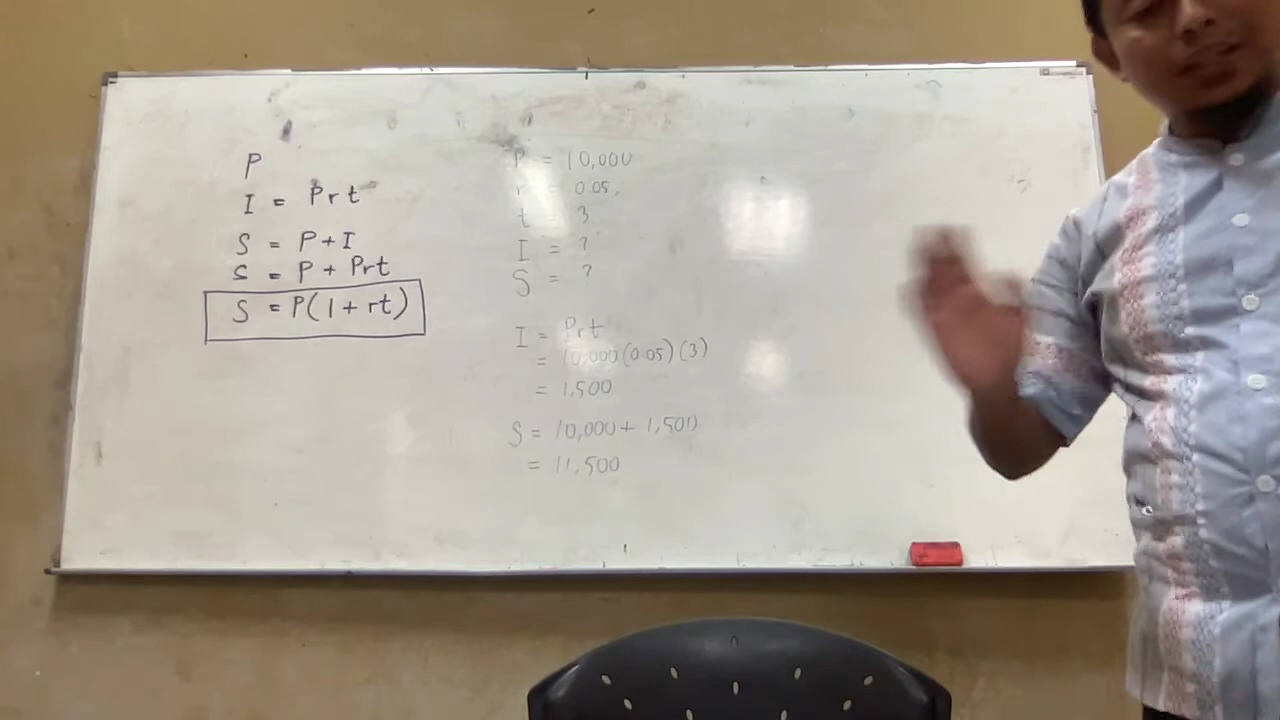 P
I = Prt
S = P + I
S = P + Prt
S = P(1 + rt)
P = 10,000
r = 0.05
t = 3
I = ?
S = ?
I = Prt
= 10,000 (0.05) (3)
= 1,500
S = 10,000 + 1,500
= 11,500